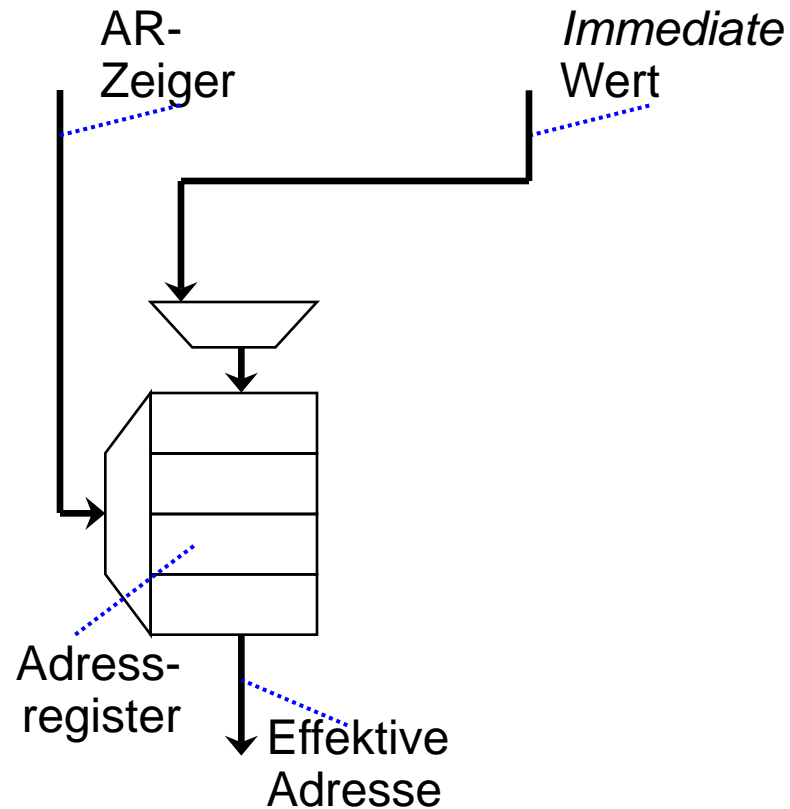 AR-
Zeiger
Immediate
Wert
Adress-
register
Effektive
Adresse